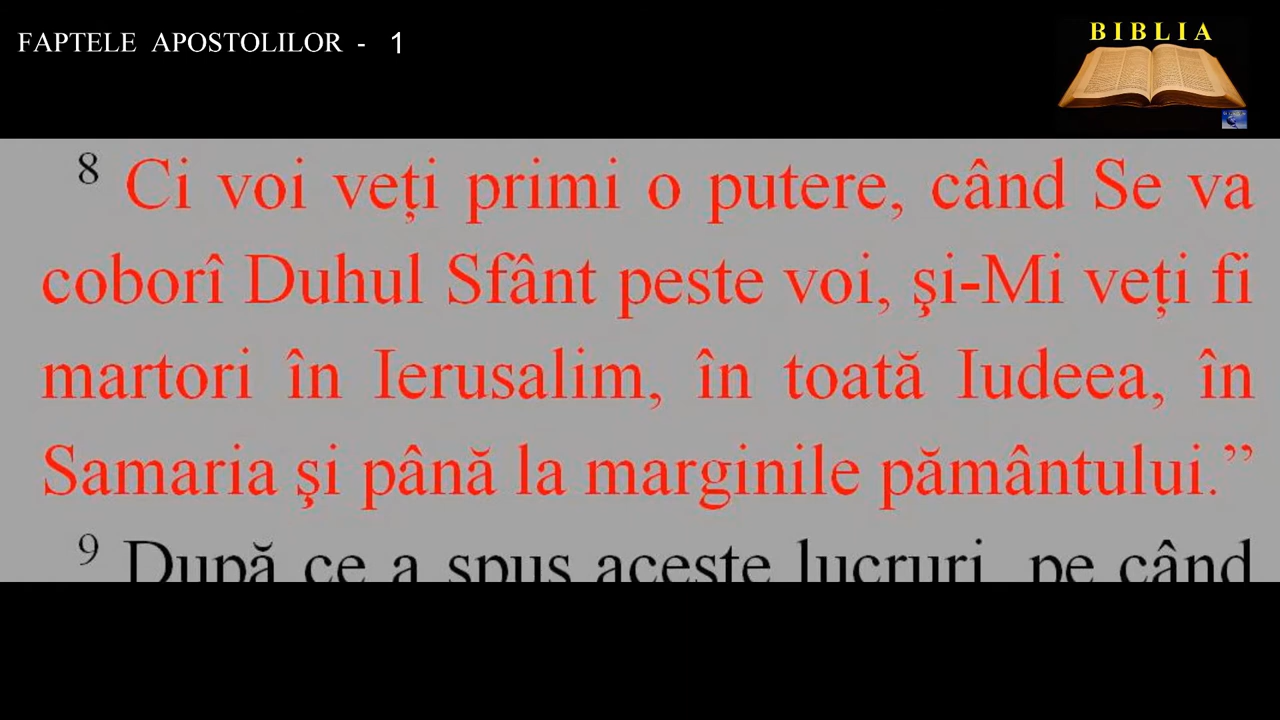 FAPTELE APOSTOLILOR - 1
BIBLIA
8 Ci voi veți primi o putere, când Se va
coborî Duhul Sfânt peste voi, şi-Mi veți fi
martori în Ierusalim, în toată Iudeea, în
Samaria şi până la marginile pământului.”
9 După ce a spus aceste lucruri, pe când